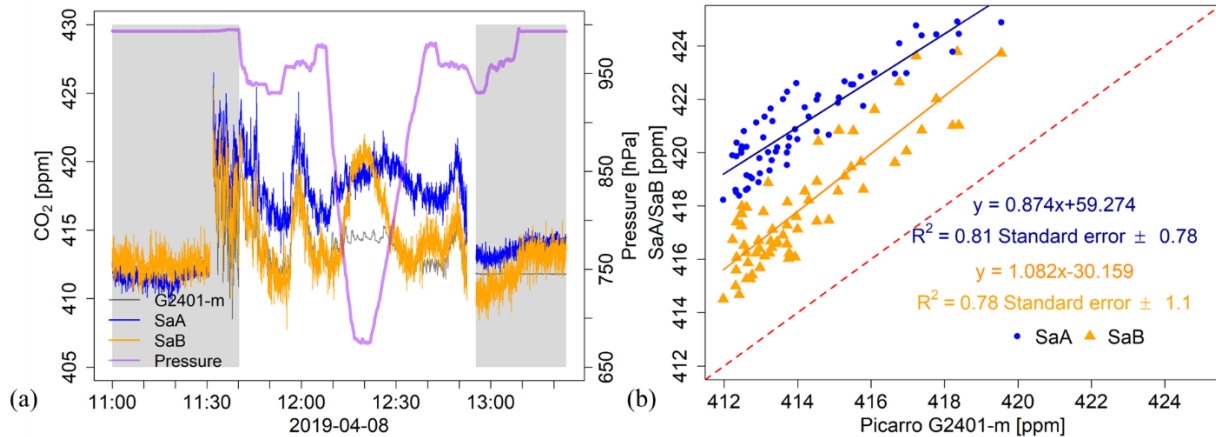 430
425
420
415
410
405
CO₂ [ppm]
950
850
750
650
Pressure [hPa]
G2401-m
SaA
SaB
Pressure
11:00
11:30
12:00
12:30
13:00
2019-04-08
(a)
424
422
420
418
416
414
412
SaA/SaB [ppm]
y = 0.874x+59.274
R² = 0.81 Standard error ± 0.78
y = 1.082x-30.159
R² = 0.78 Standard error ± 1.1
SaA SaB
412
414
416
418
420
422
424
Picarro G2401-m [ppm]
(b)